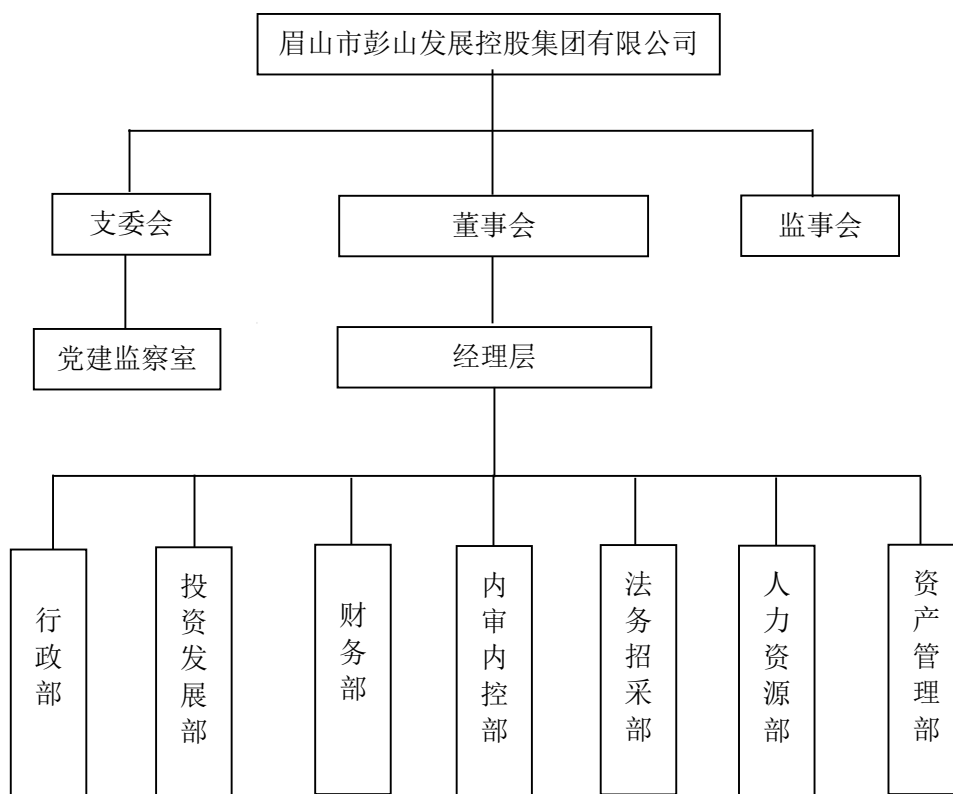 眉山市彭山发展控股集团有限公司
支委会
董事会
监事会
党建监察室
经理层
行政部
投资发展部
财务部
内审内控部
法务招采部
人力资源部
资产管理部